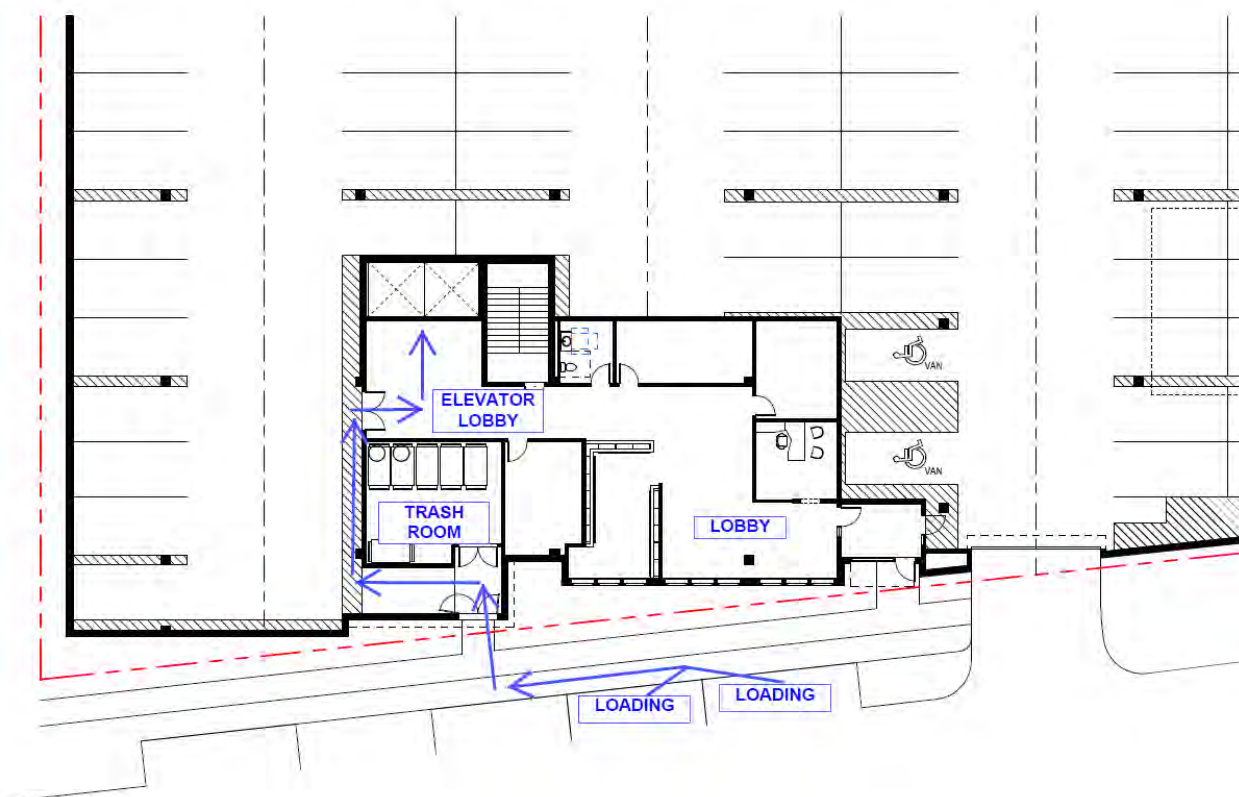 VAN
ELEVATOR
LOBBY
VAN
TRASH
ROOM
LOBBY
LOADING
LOADING